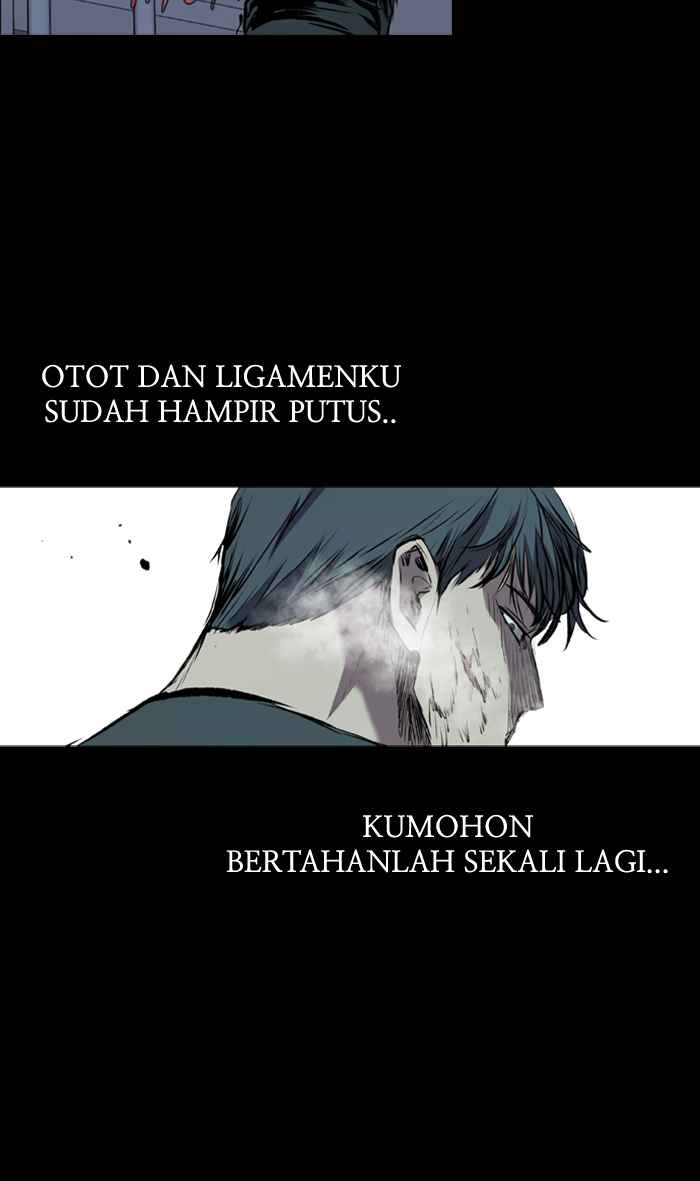 OTOT DAN LIGAMENKU
SUDAH HAMPIR PUTUS..
KUMOHON
BERTAHANLAH SEKALI LAGI...